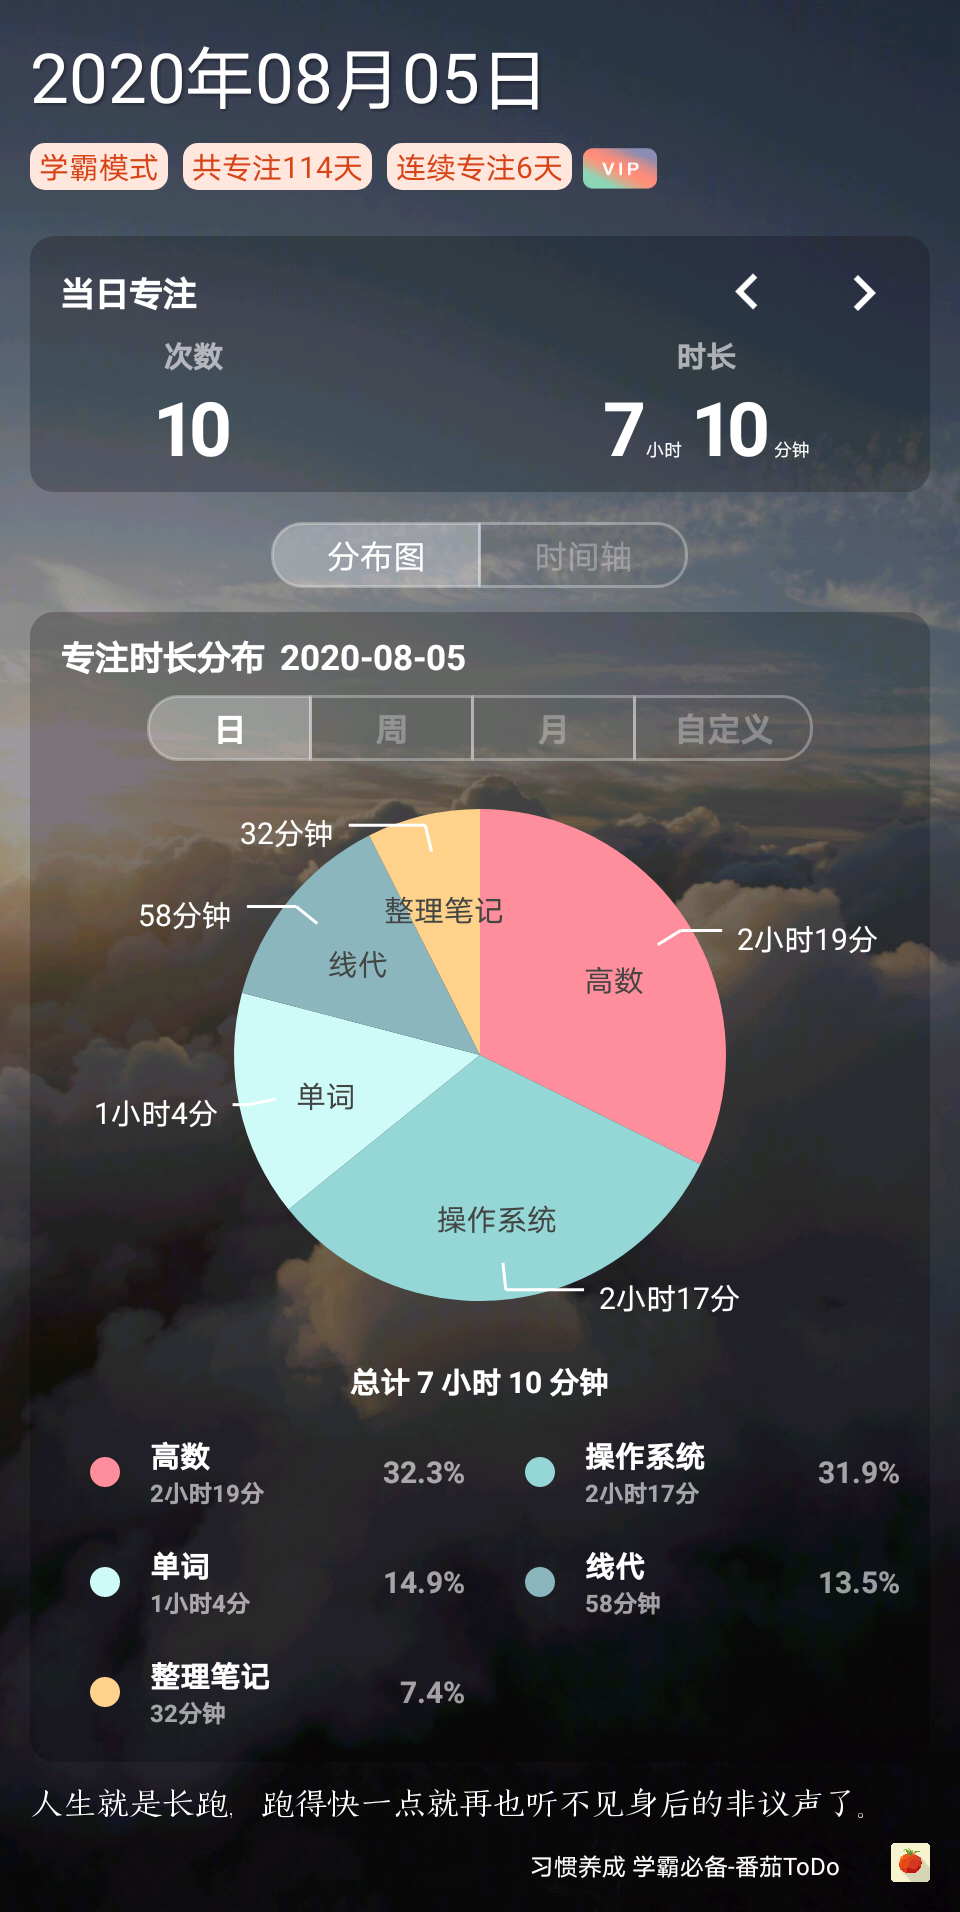 2020年08月05日
学霸模式 共专注114天 连续专注6天 VIP
当日专注
次数 时长
10 7小时10分钟
分布图 时间轴
专注时长分布 2020-08-05
日 周 月 自定义
32分钟
整理笔记
58分钟
线代
2小时19分
高数
单词
1小时4分
操作系统
2小时17分
总计 7 小时 10 分钟
高数 32.3%
2小时19分
操作系统 31.9%
2小时17分
单词 14.9%
1小时4分
线代 13.5%
58分钟
整理笔记 7.4%
32分钟
人生就是长跑，跑得快一点就再也听不见身后的非议声了。
习惯养成 学霸必备-番茄ToDo